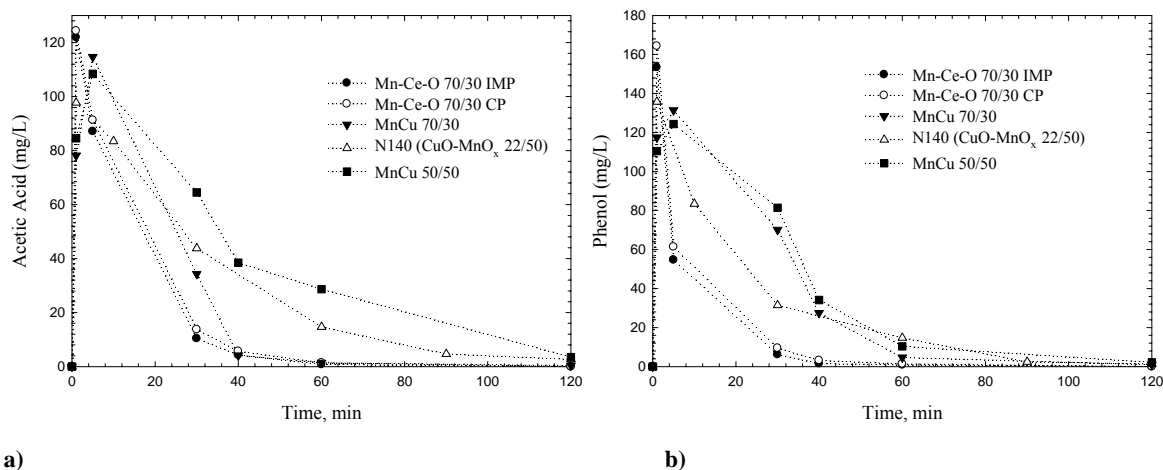 120
100
80
60
40
20
0
Acetic Acid (mg/L)
Mn-Ce-O 70/30 IMP
Mn-Ce-O 70/30 CP
MnCu 70/30
N140 (CuO-MnOx 22/50)
MnCu 50/50
0 20 40 60 80 100 120
Time, min
a)
180
160
140
120
100
80
60
40
20
0
Phenol (mg/L)
Mn-Ce-O 70/30 IMP
Mn-Ce-O 70/30 CP
MnCu 70/30
N140 (CuO-MnOx 22/50)
MnCu 50/50
0 20 40 60 80 100 120
Time, min
b)